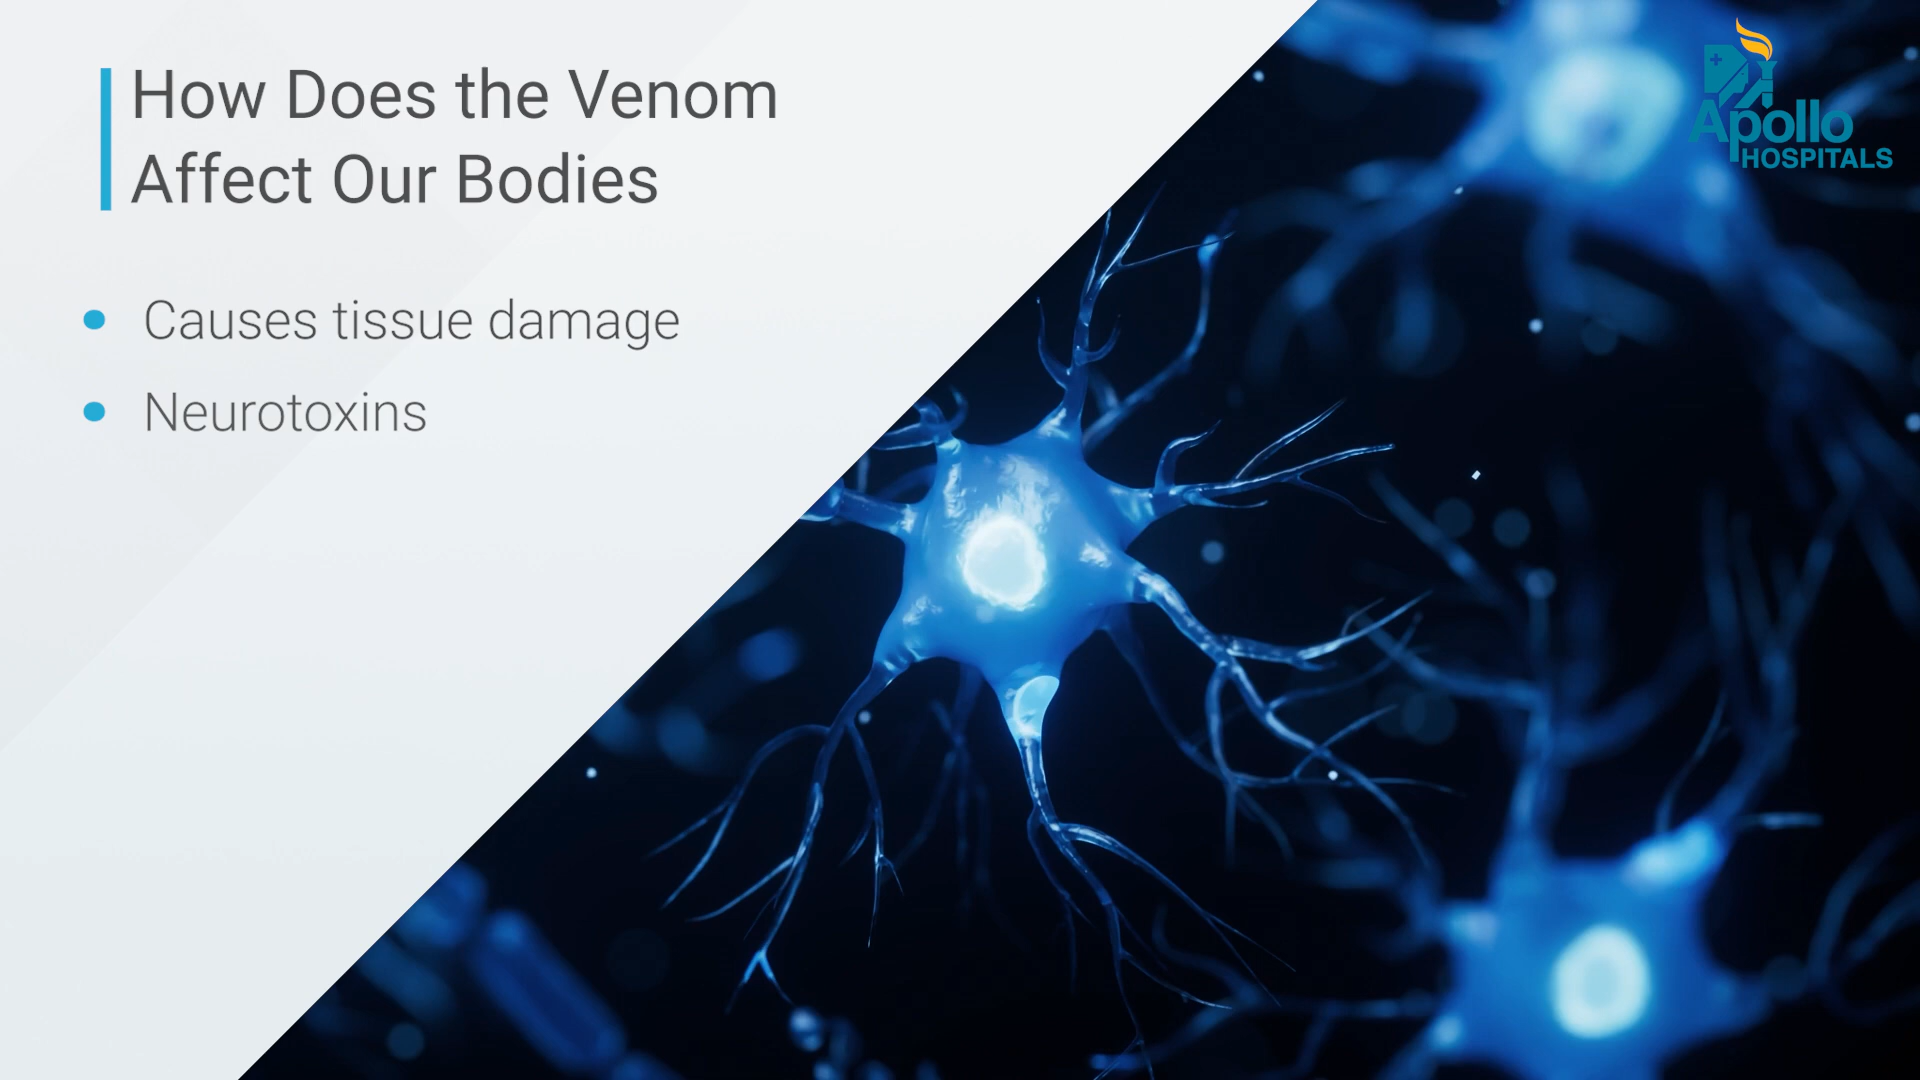 How Does the Venom
Affect Our Bodies
Causes tissue damage
Neurotoxins
Apollo
HOSPITALS